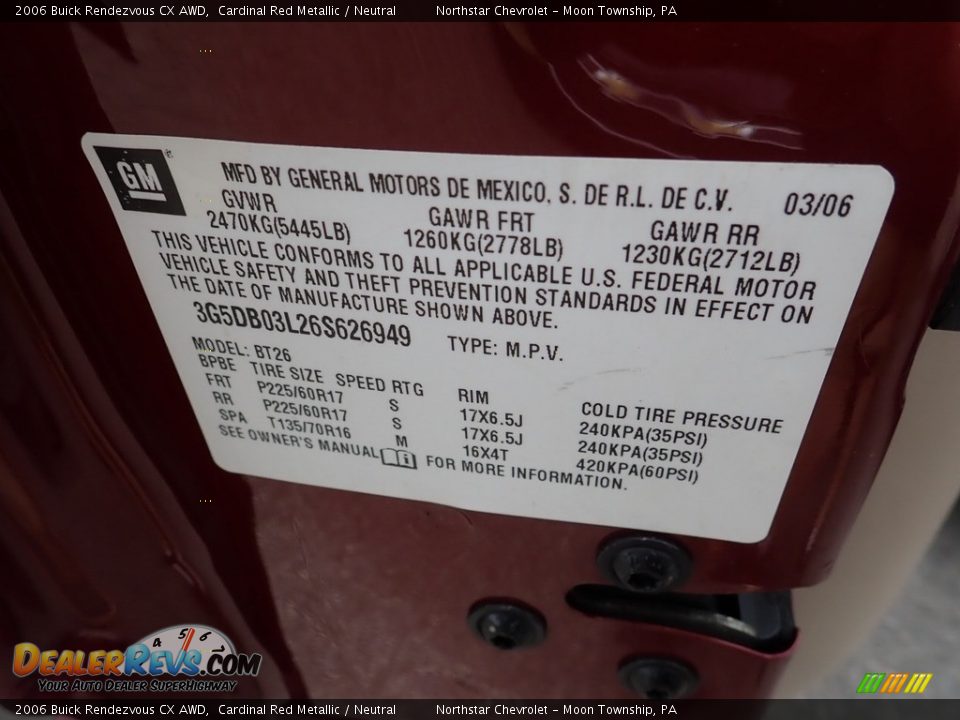 2006 Buick Rendezvous CX AWD, Cardinal Red Metallic / Neutral Northstar Chevrolet - Moon Township, PA
GM
MFD BY GENERAL MOTORS DE MEXICO, S. DE R.L. DE C.V. 03/06
GVWR GAWR FRT GAWR RR
2470KG(5445LB) 1260KG(2778LB) 1230KG(2712LB)
THIS VEHICLE CONFORMS TO ALL APPLICABLE U.S. FEDERAL MOTOR
VEHICLE SAFETY AND THEFT PREVENTION STANDARDS IN EFFECT ON
THE DATE OF MANUFACTURE SHOWN ABOVE.
3G5DB03L26S626949 TYPE: M.P.V.
MODEL: BT26
BPBE TIRE SIZE SPEED RTG RIM COLD TIRE PRESSURE
FRT P225/60R17 S 17X6.5J 240KPA(35PSI)
RR P225/60R17 S 17X6.5J 240KPA(35PSI)
SPA T135/70R16 M 16X4T 420KPA(60PSI)
SEE OWNER'S MANUAL i FOR MORE INFORMATION.
4 5 6
DEALERREVS.COM
YOUR AUTO DEALER SUPERHIGHWAY
2006 Buick Rendezvous CX AWD, Cardinal Red Metallic / Neutral Northstar Chevrolet - Moon Township, PA